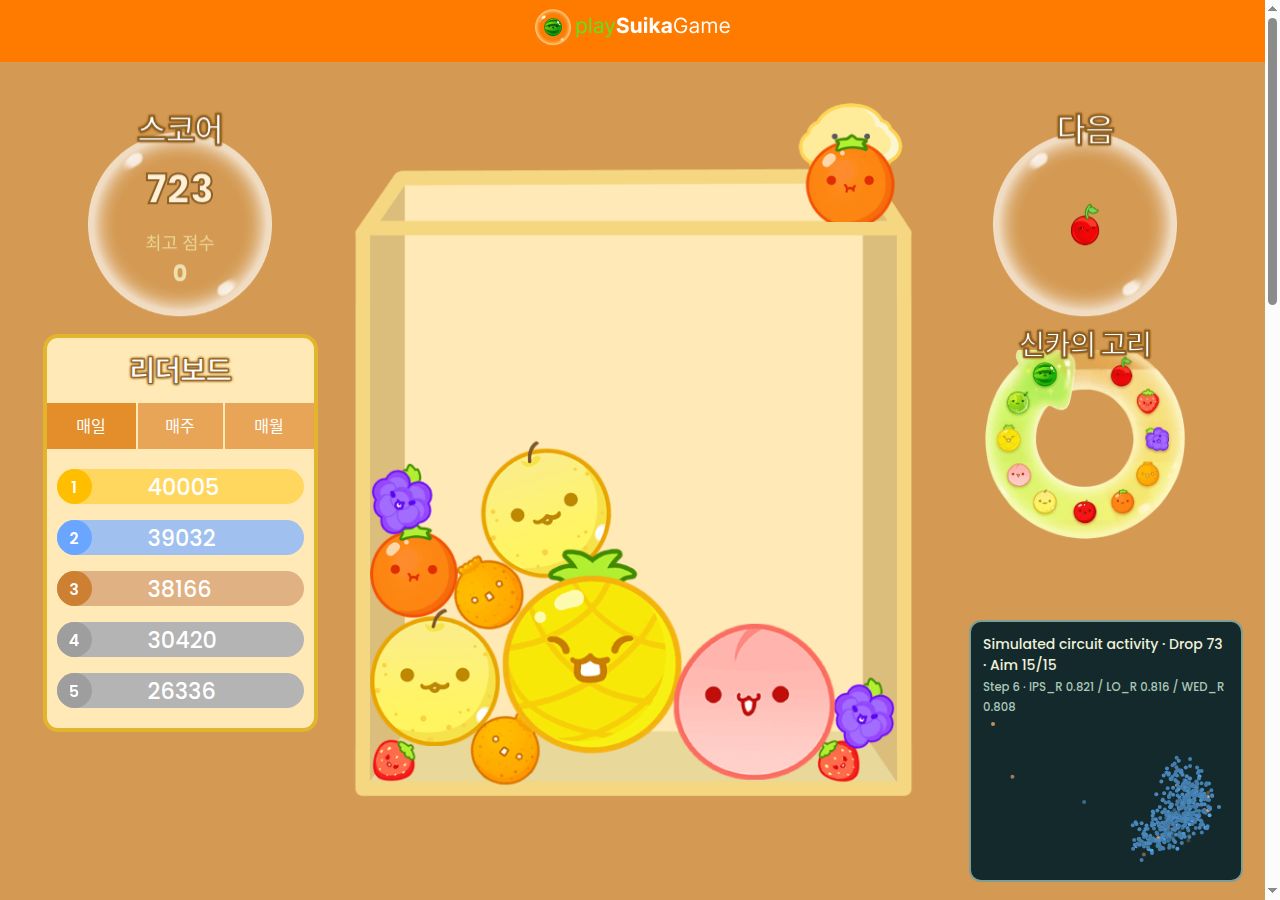 playSuikaGame
스코어
723
최고 점수
0
다음
신카의 고리
리더보드
매일 매주 매월
1 40005
2 39032
3 38166
4 30420
5 26336
Simulated circuit activity · Drop 73
· Aim 15/15
Step 6 · IPS_R 0.821 / LO_R 0.816 / WED_R
0.808